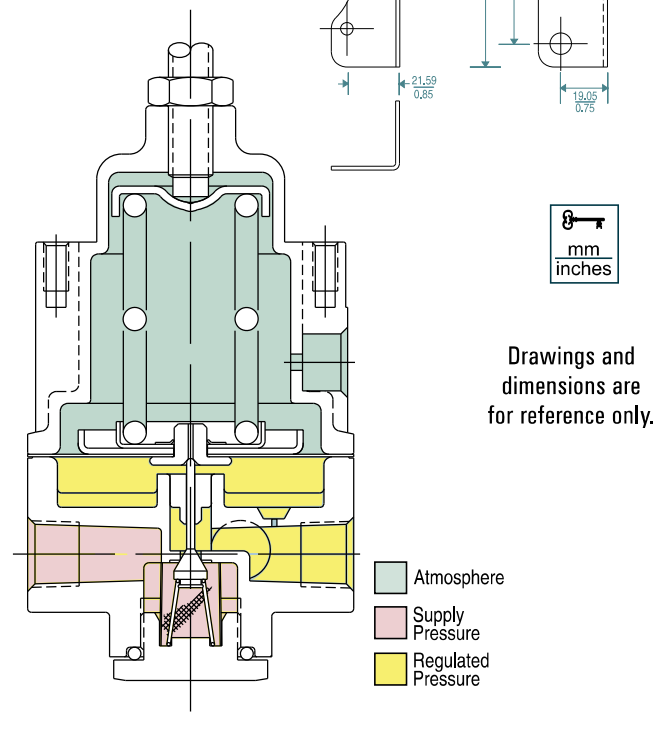 21.59
0.85
19.05
0.75
mm
inches
Drawings and
dimensions are
for reference only.
Atmosphere
Supply
Pressure
Regulated
Pressure